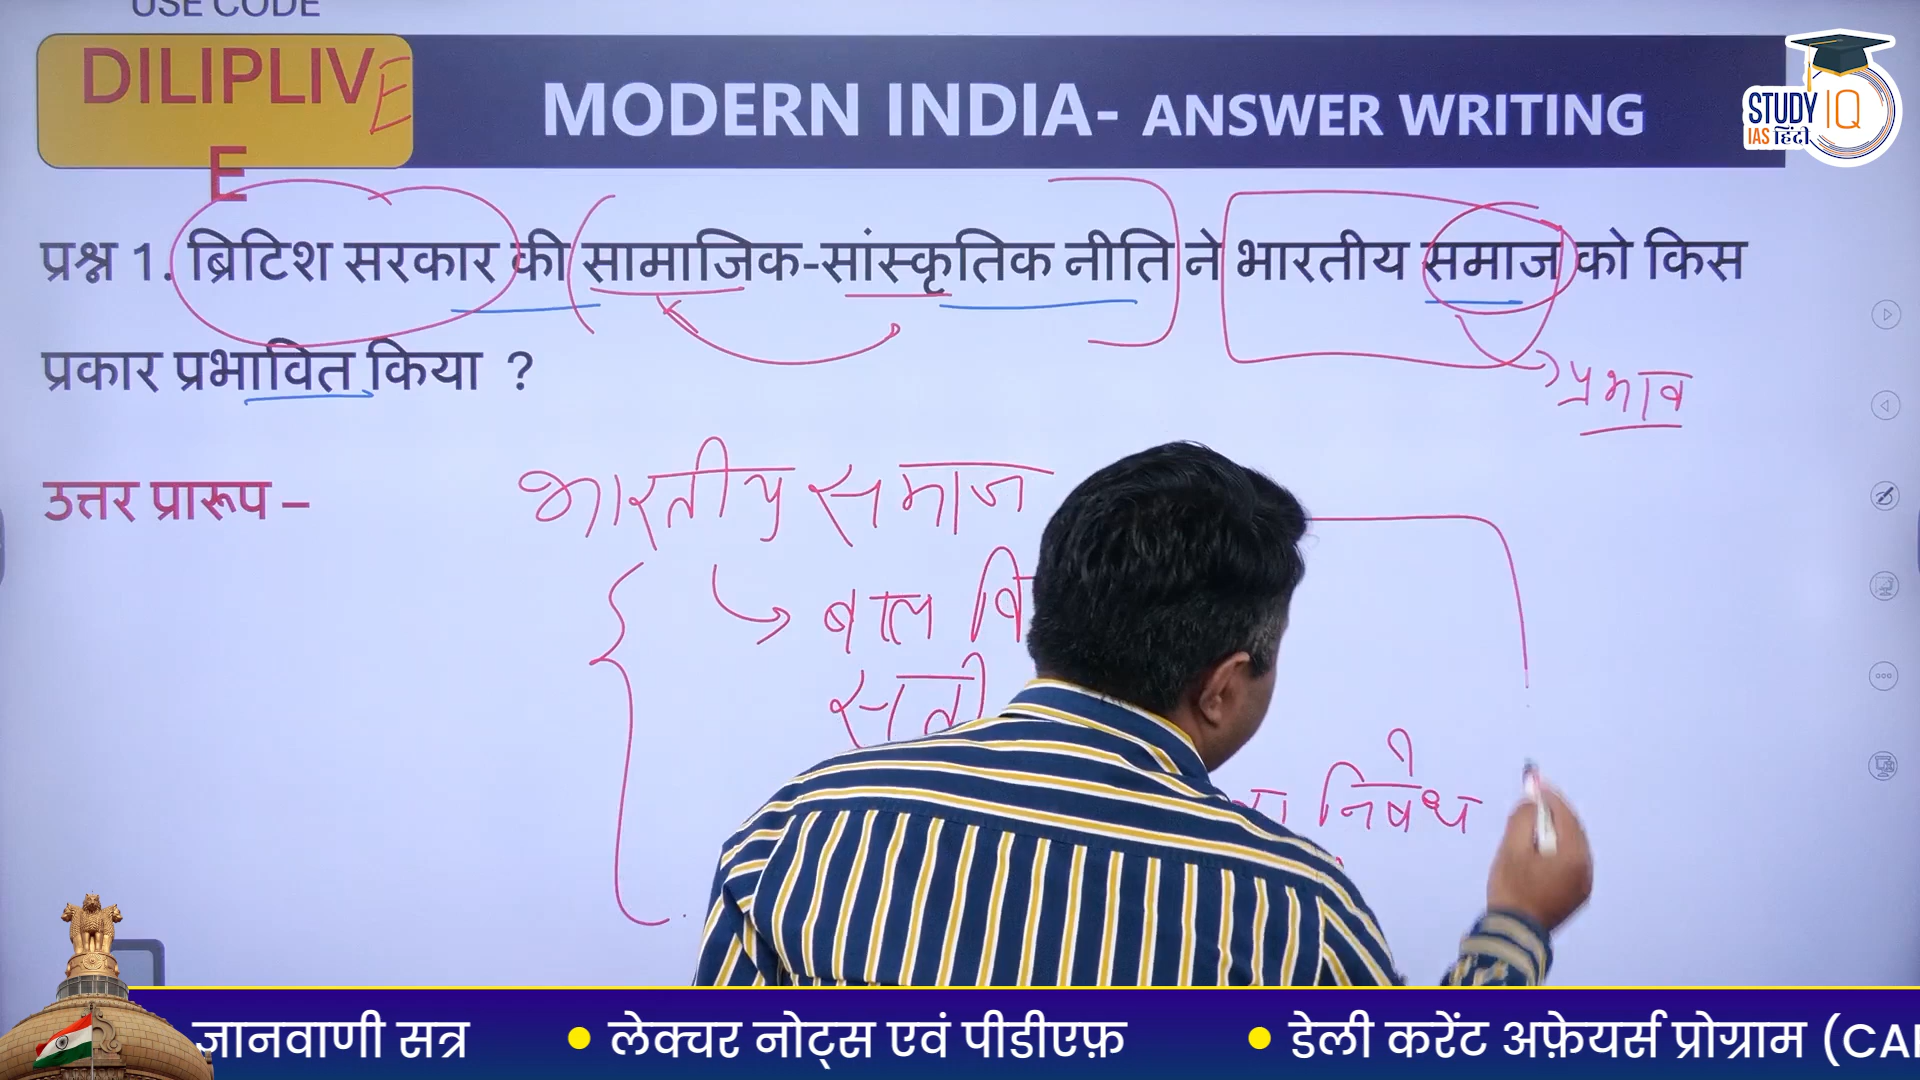 USE CODE
DILIPLIVE
E
MODERN INDIA- ANSWER WRITING
STUDY IQ
IAS हिंदी
प्रश्न 1. ब्रिटिश सरकार की सामाजिक-सांस्कृतिक नीति ने भारतीय समाज को किस
प्रकार प्रभावित किया ?
प्रभाव
उत्तर प्रारूप –
भारतीय समाज
बाल
सती
निषेध
ज्ञानवाणी सत्र • लेक्चर नोट्स एवं पीडीएफ़ • डेली करेंट अफ़ेयर्स प्रोग्राम (CA